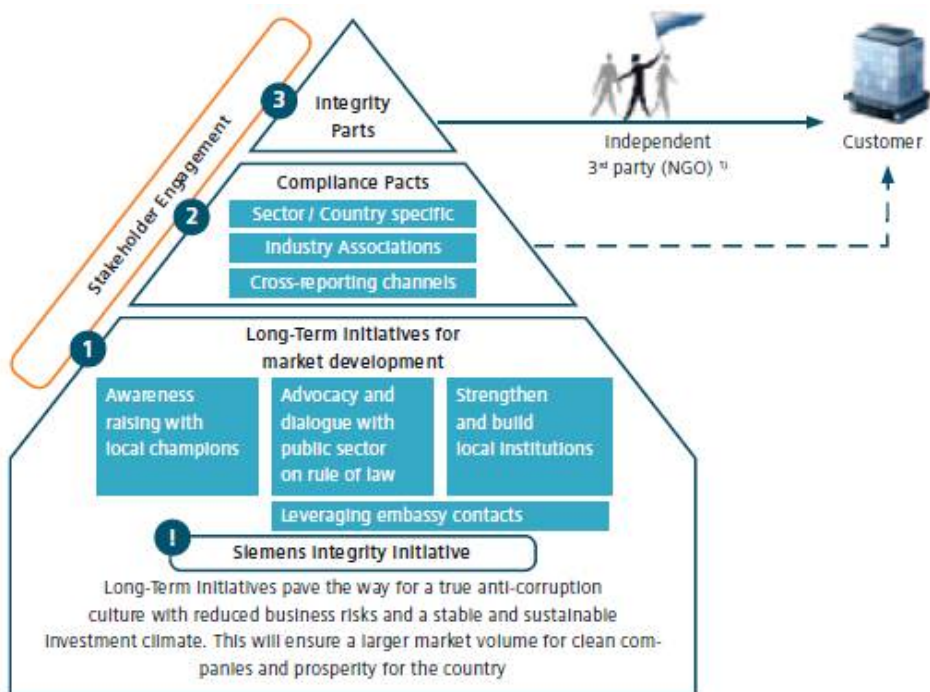 Stakeholder Engagement
3
Integrity
Parts
Independent
3rd party (NGO) 1)
Customer
2
Compliance Pacts
Sector / Country specific
Industry Associations
Cross-reporting channels
1
Long-Term Initiatives for
market development
Awareness
raising with
local champions
Advocacy and
dialogue with
public sector
on rule of law
Strengthen
and build
local institutions
Leveraging embassy contacts
!
Siemens Integrity Initiative
Long-Term Initiatives pave the way for a true anti-corruption
culture with reduced business risks and a stable and sustainable
investment climate. This will ensure a larger market volume for clean com-
panies and prosperity for the country